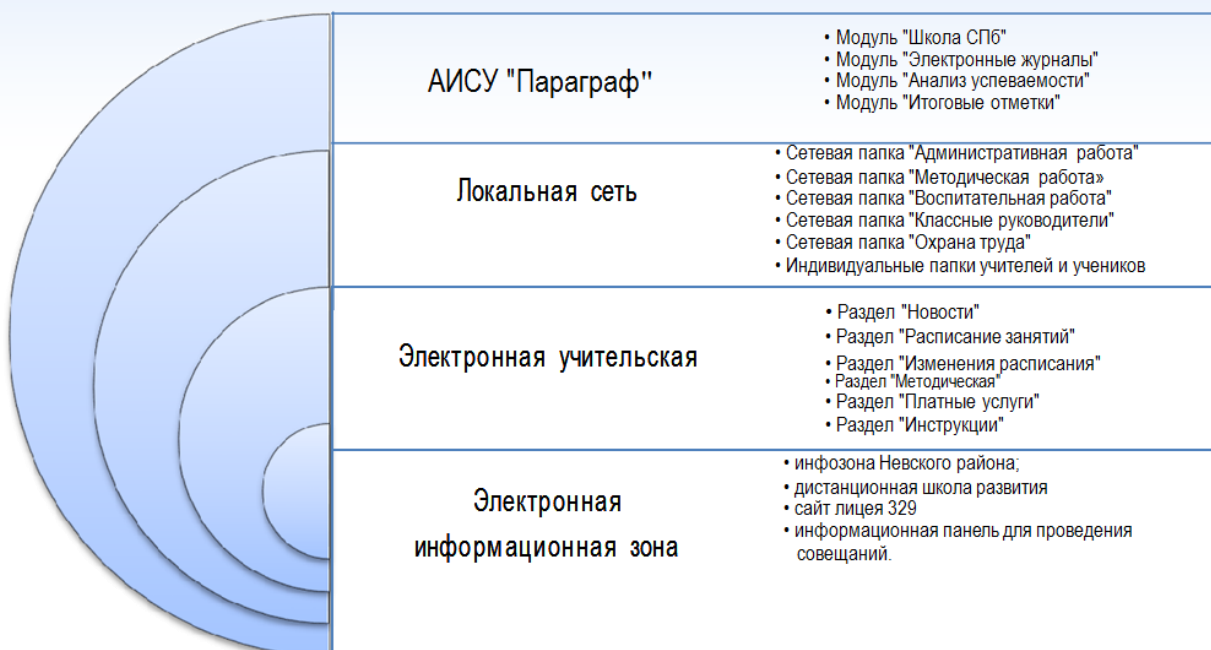 АИСУ "Параграф"
• Модуль "Школа СПб"
• Модуль "Электронные журналы"
• Модуль "Анализ успеваемости"
• Модуль "Итоговые отметки"
Локальная сеть
• Сетевая папка "Административная работа"
• Сетевая папка "Методическая работа»
• Сетевая папка "Воспитательная работа"
• Сетевая папка "Классные руководители"
• Сетевая папка "Охрана труда"
• Индивидуальные папки учителей и учеников
Электронная учительская
• Раздел "Новости"
• Раздел "Расписание занятий"
• Раздел "Изменения расписания"
• Раздел "Методическая"
• Раздел "Платные услуги"
• Раздел "Инструкции"
Электронная
информационная зона
• инфозона Невского района;
• дистанционная школа развития
• сайт лицея 329
• информационная панель для проведения
совещаний.